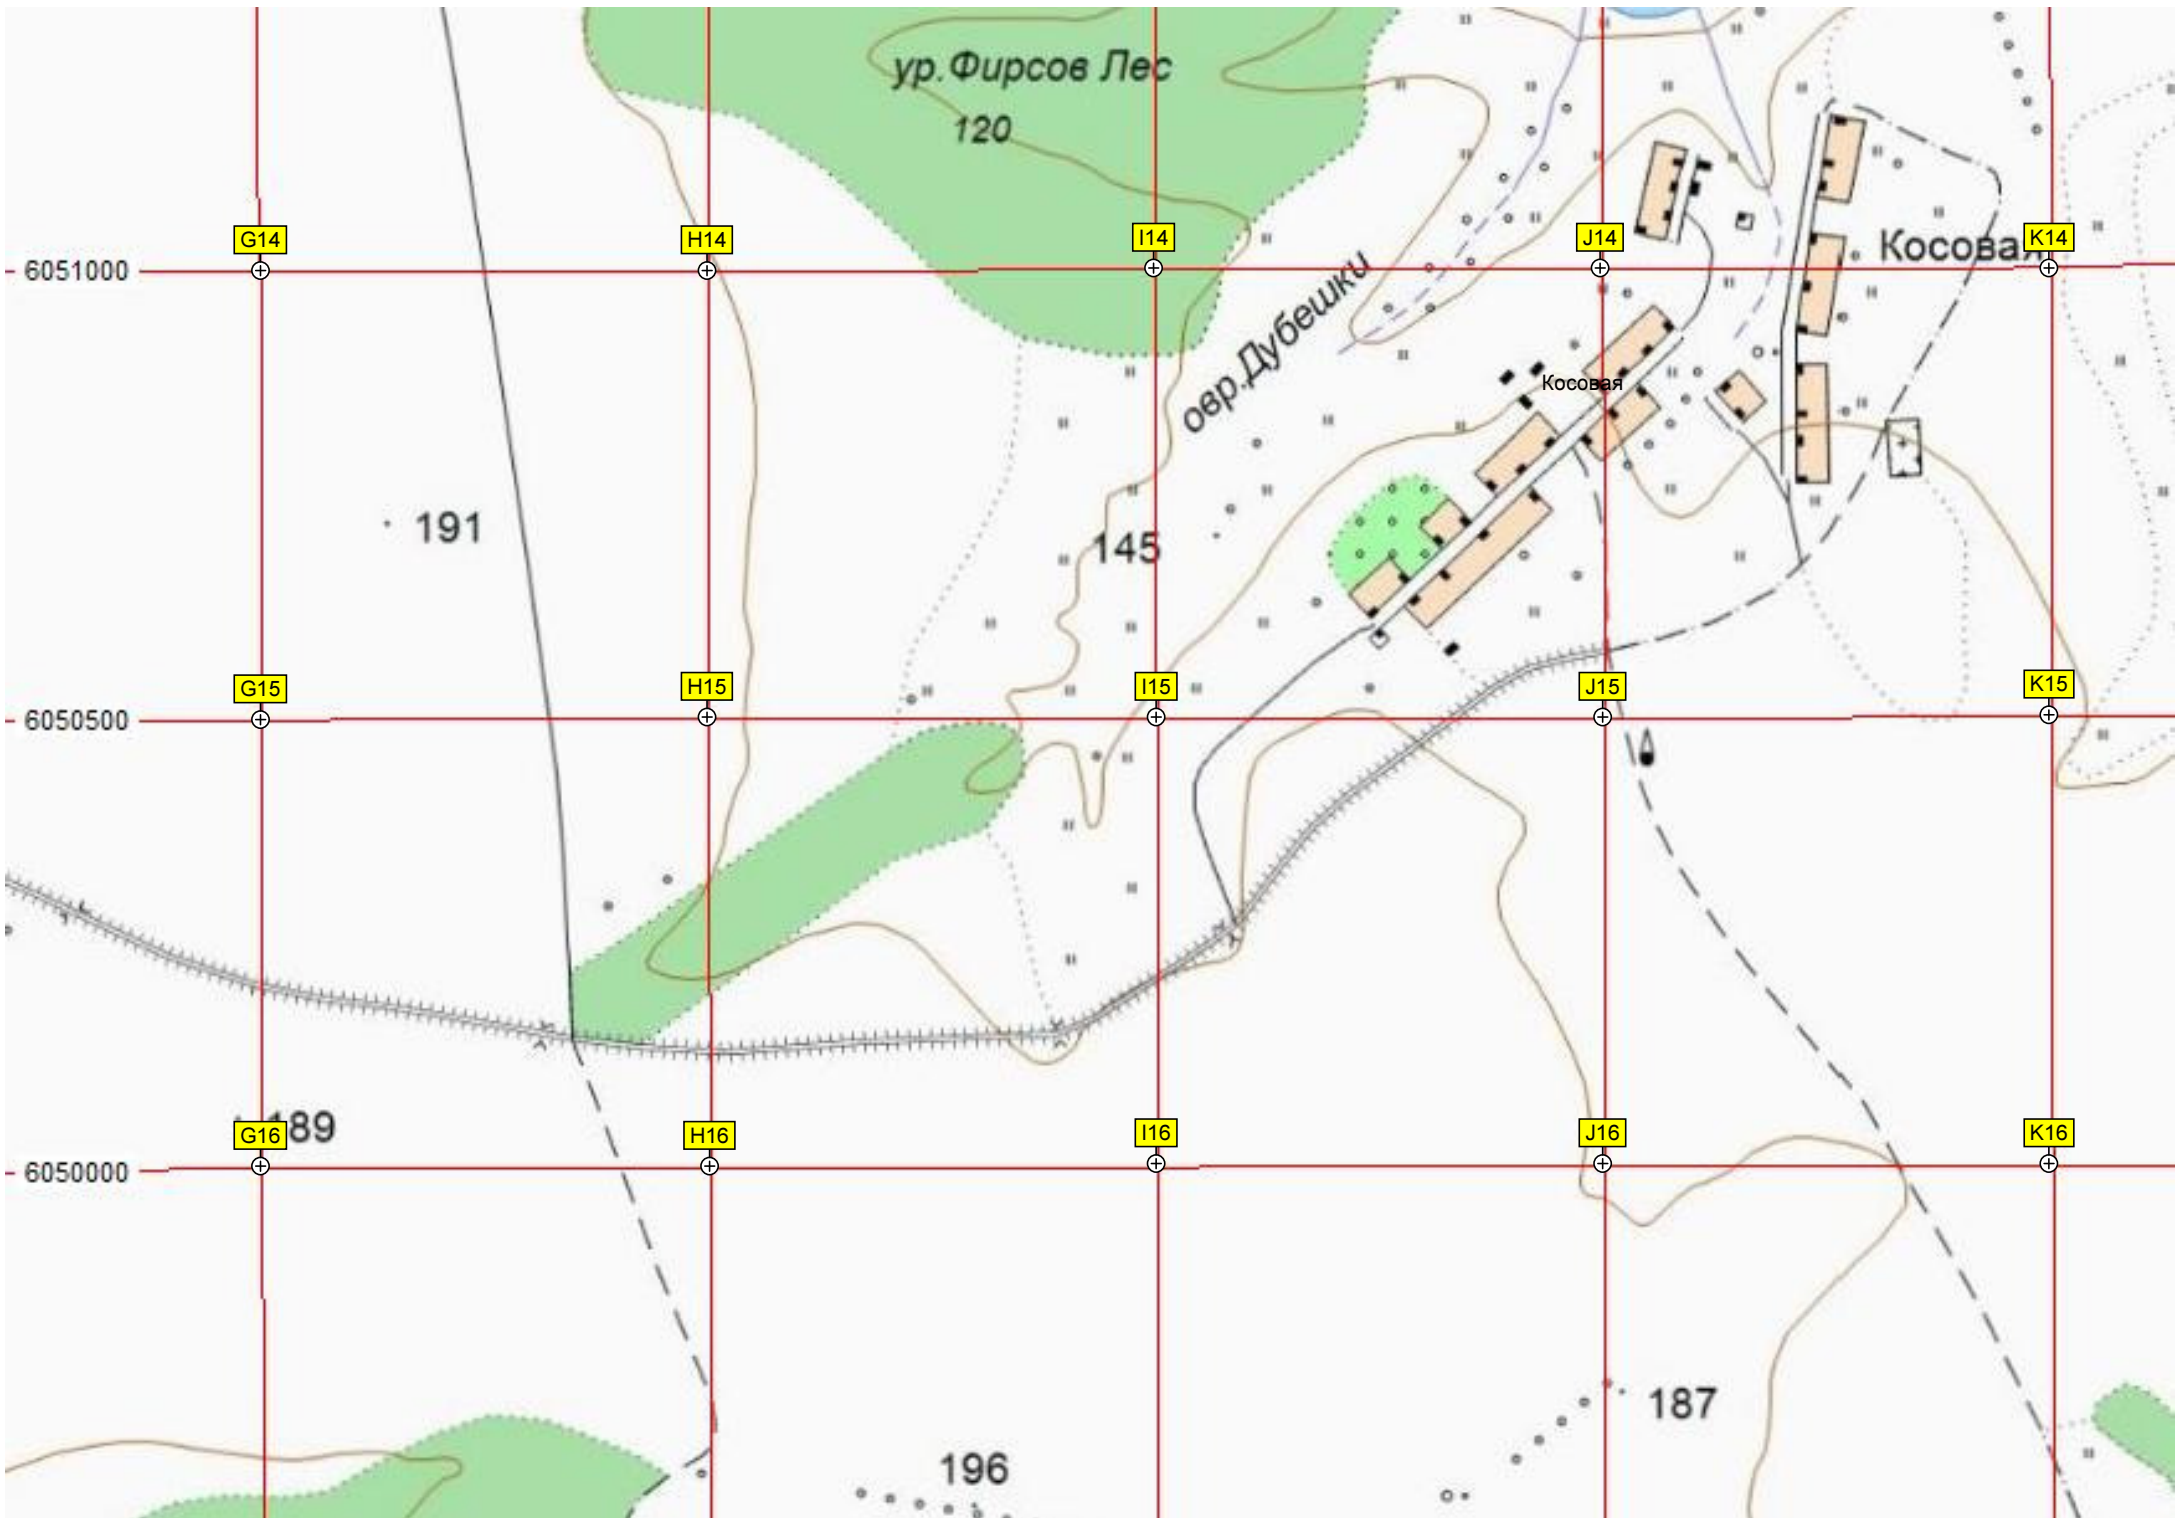 ур.Фирсов Лес
120
G14
H14
I14
J14
K14
Косовая
6051000
овр.Дубешки
Косовая
191
145
G15
H15
I15
J15
K15
6050500
189
G16
H16
I16
J16
K16
6050000
187
196